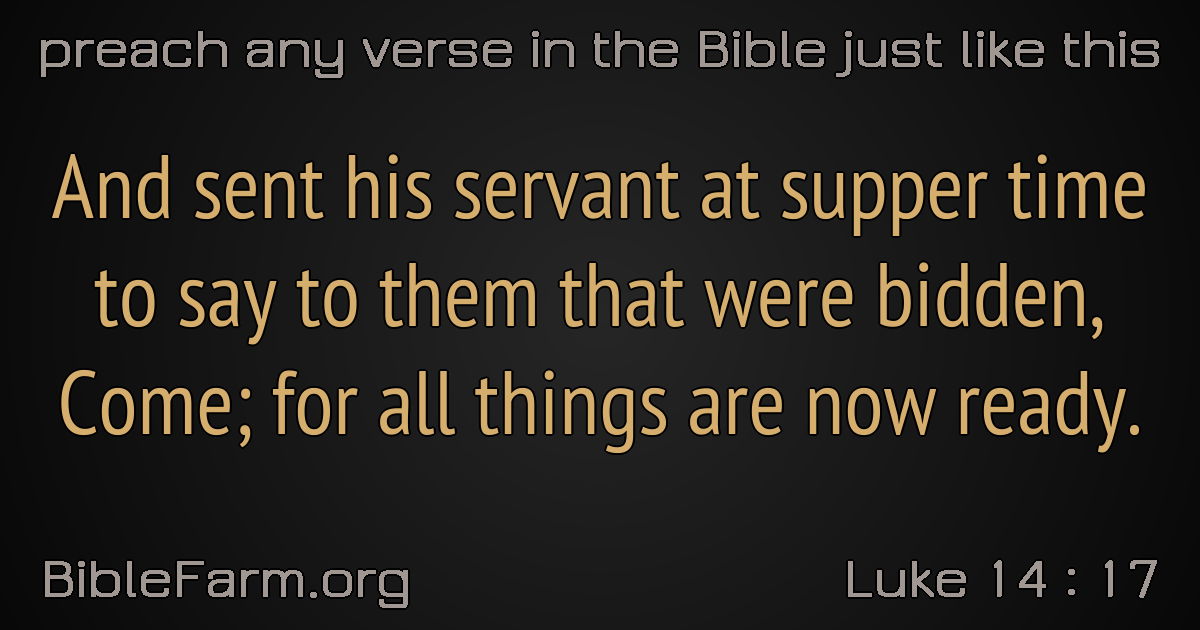 preach any verse in the Bible just like this
And sent his servant at supper time
to say to them that were bidden,
Come; for all things are now ready.
BibleFarm.org
Luke 14 : 17